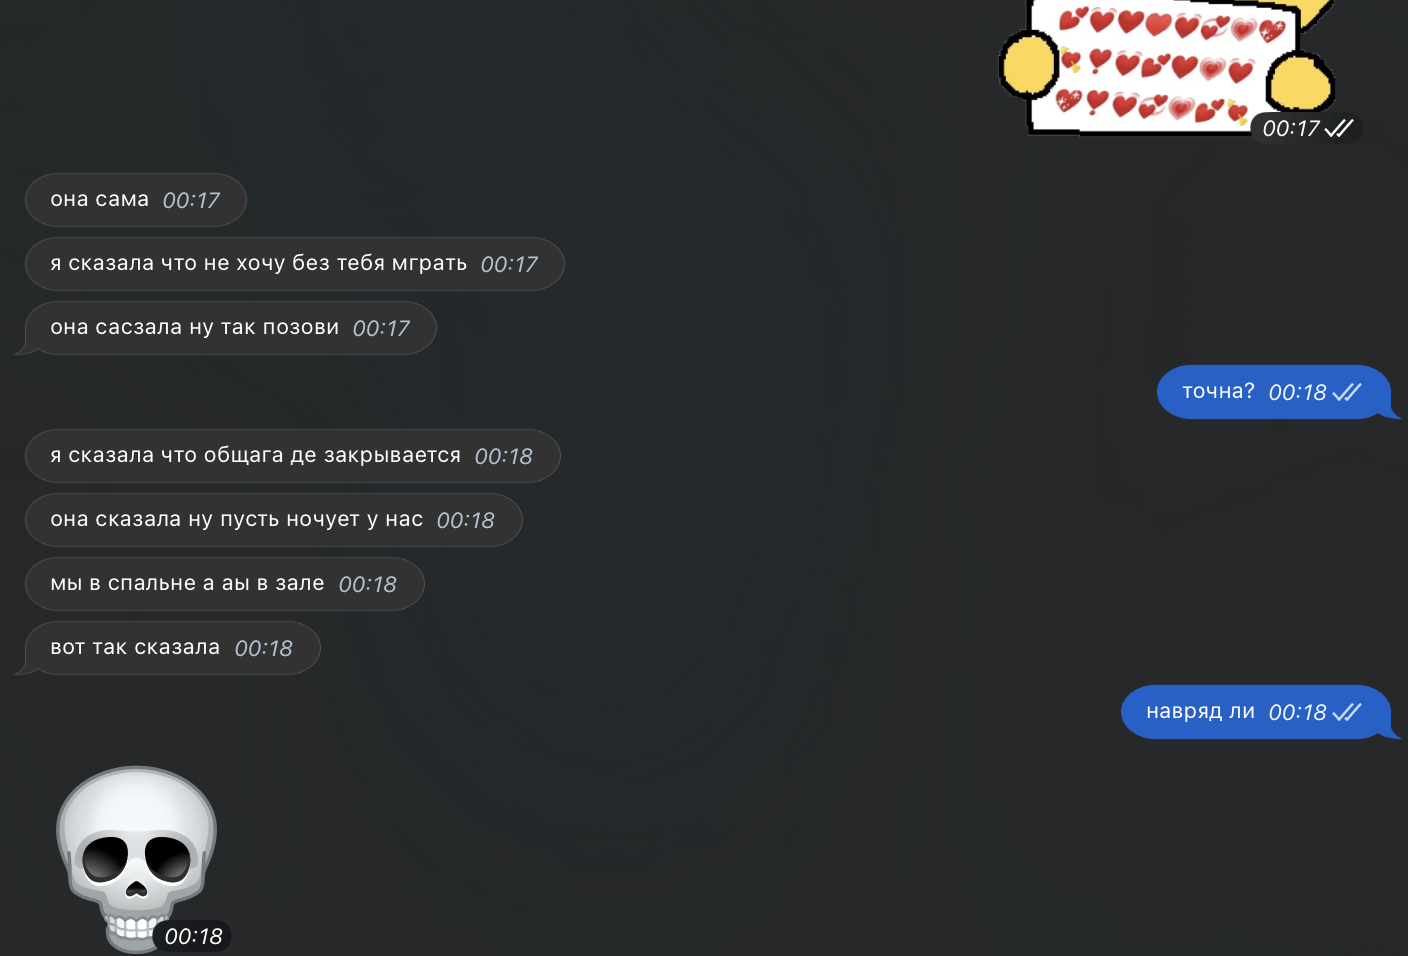 00:17
она сама 00:17
я сказала что не хочу без тебя мграть 00:17
она сасзала ну так позови 00:17
точна? 00:18
я сказала что общага де закрывается 00:18
она сказала ну пусть ночует у нас 00:18
мы в спальне а аы в зале 00:18
вот так сказала 00:18
навряд ли 00:18
00:18